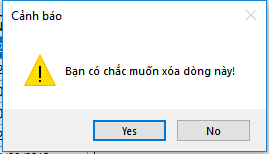 Cảnh báo
Bạn có chắc muốn xóa dòng này!
Yes
No